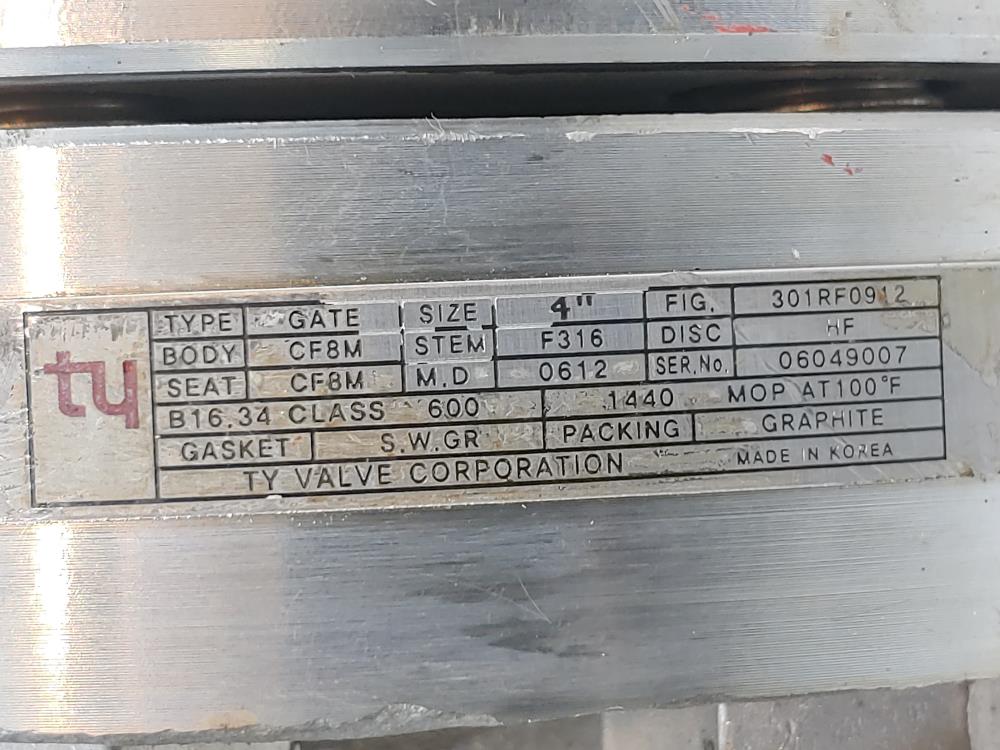 ty
TYPE GATE SIZE 4" FIG. 301RF0912
BODY CF8M STEM F316 DISC HF
SEAT CF8M M.D 0612 SER.No. 06049007
B16.34 CLASS 600 1440 MOP AT100°F
GASKET S.W.GR PACKING GRAPHITE
TY VALVE CORPORATION MADE IN KOREA